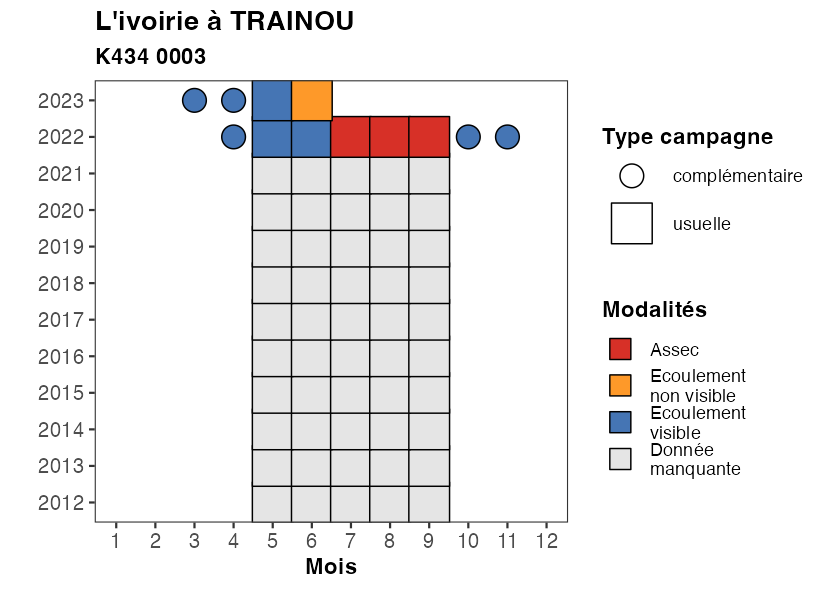 L'ivoirie à TRAINOU
K434 0003
2023
2022
2021
2020
2019
2018
2017
2016
2015
2014
2013
2012
1 2 3 4 5 6 7 8 9 10 11 12
Mois
Type campagne
complémentaire
usuelle
Modalités
Assec
Ecoulement
non visible
Ecoulement
visible
Donnée
manquante